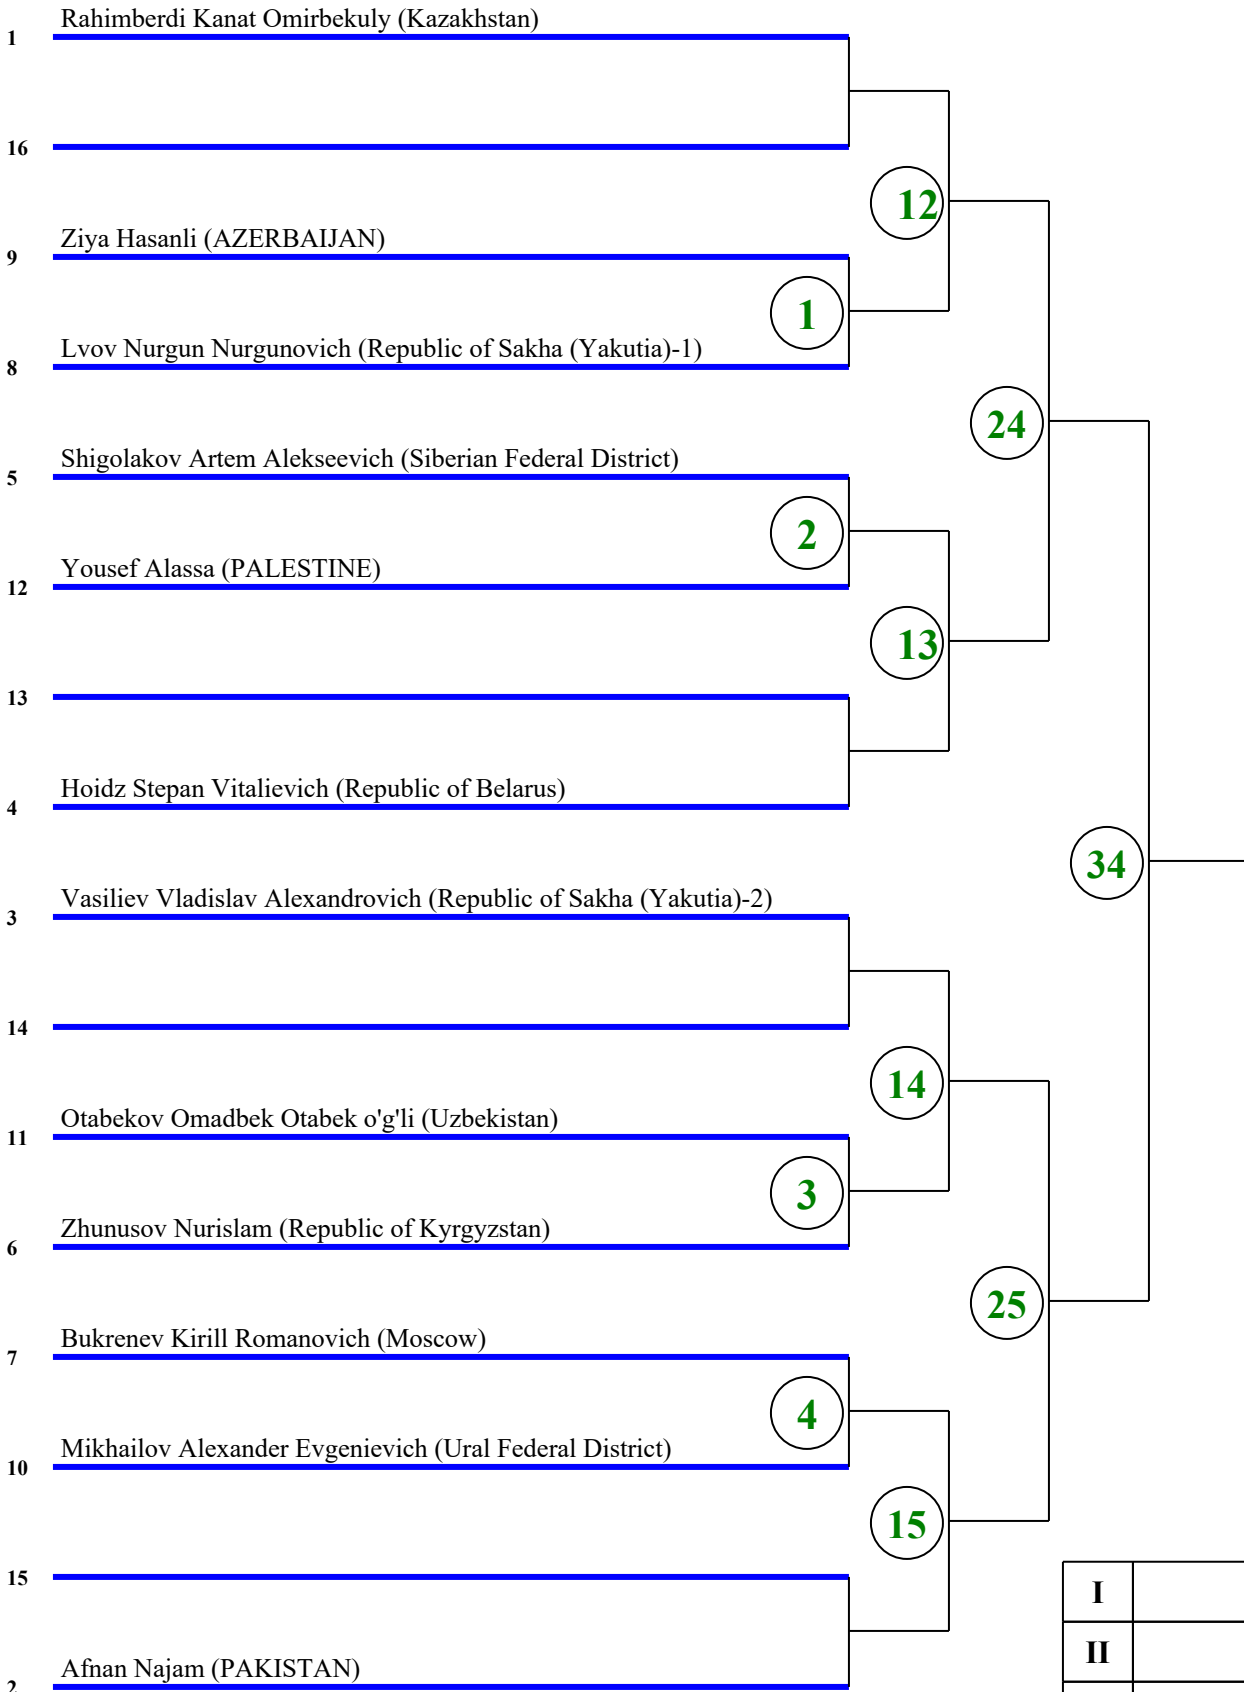 Rahimberdi Kanat Omirbekuly (Kazakhstan)
1
16
12
Ziya Hasanli (AZERBAIJAN)
9
1
Lvov Nurgun Nurgunovich (Republic of Sakha (Yakutia)-1)
8
24
Shigolakov Artem Alekseevich (Siberian Federal District)
5
2
Yousef Alassa (PALESTINE)
12
13
13
Hoidz Stepan Vitalievich (Republic of Belarus)
4
34
Vasiliev Vladislav Alexandrovich (Republic of Sakha (Yakutia)-2)
3
14
14
Otabekov Omadbek Otabek o'g'li (Uzbekistan)
11
3
Zhunusov Nurislam (Republic of Kyrgyzstan)
6
25
Bukrenev Kirill Romanovich (Moscow)
7
4
Mikhailov Alexander Evgenievich (Ural Federal District)
10
15
15
I
II
Afnan Najam (PAKISTAN)
2